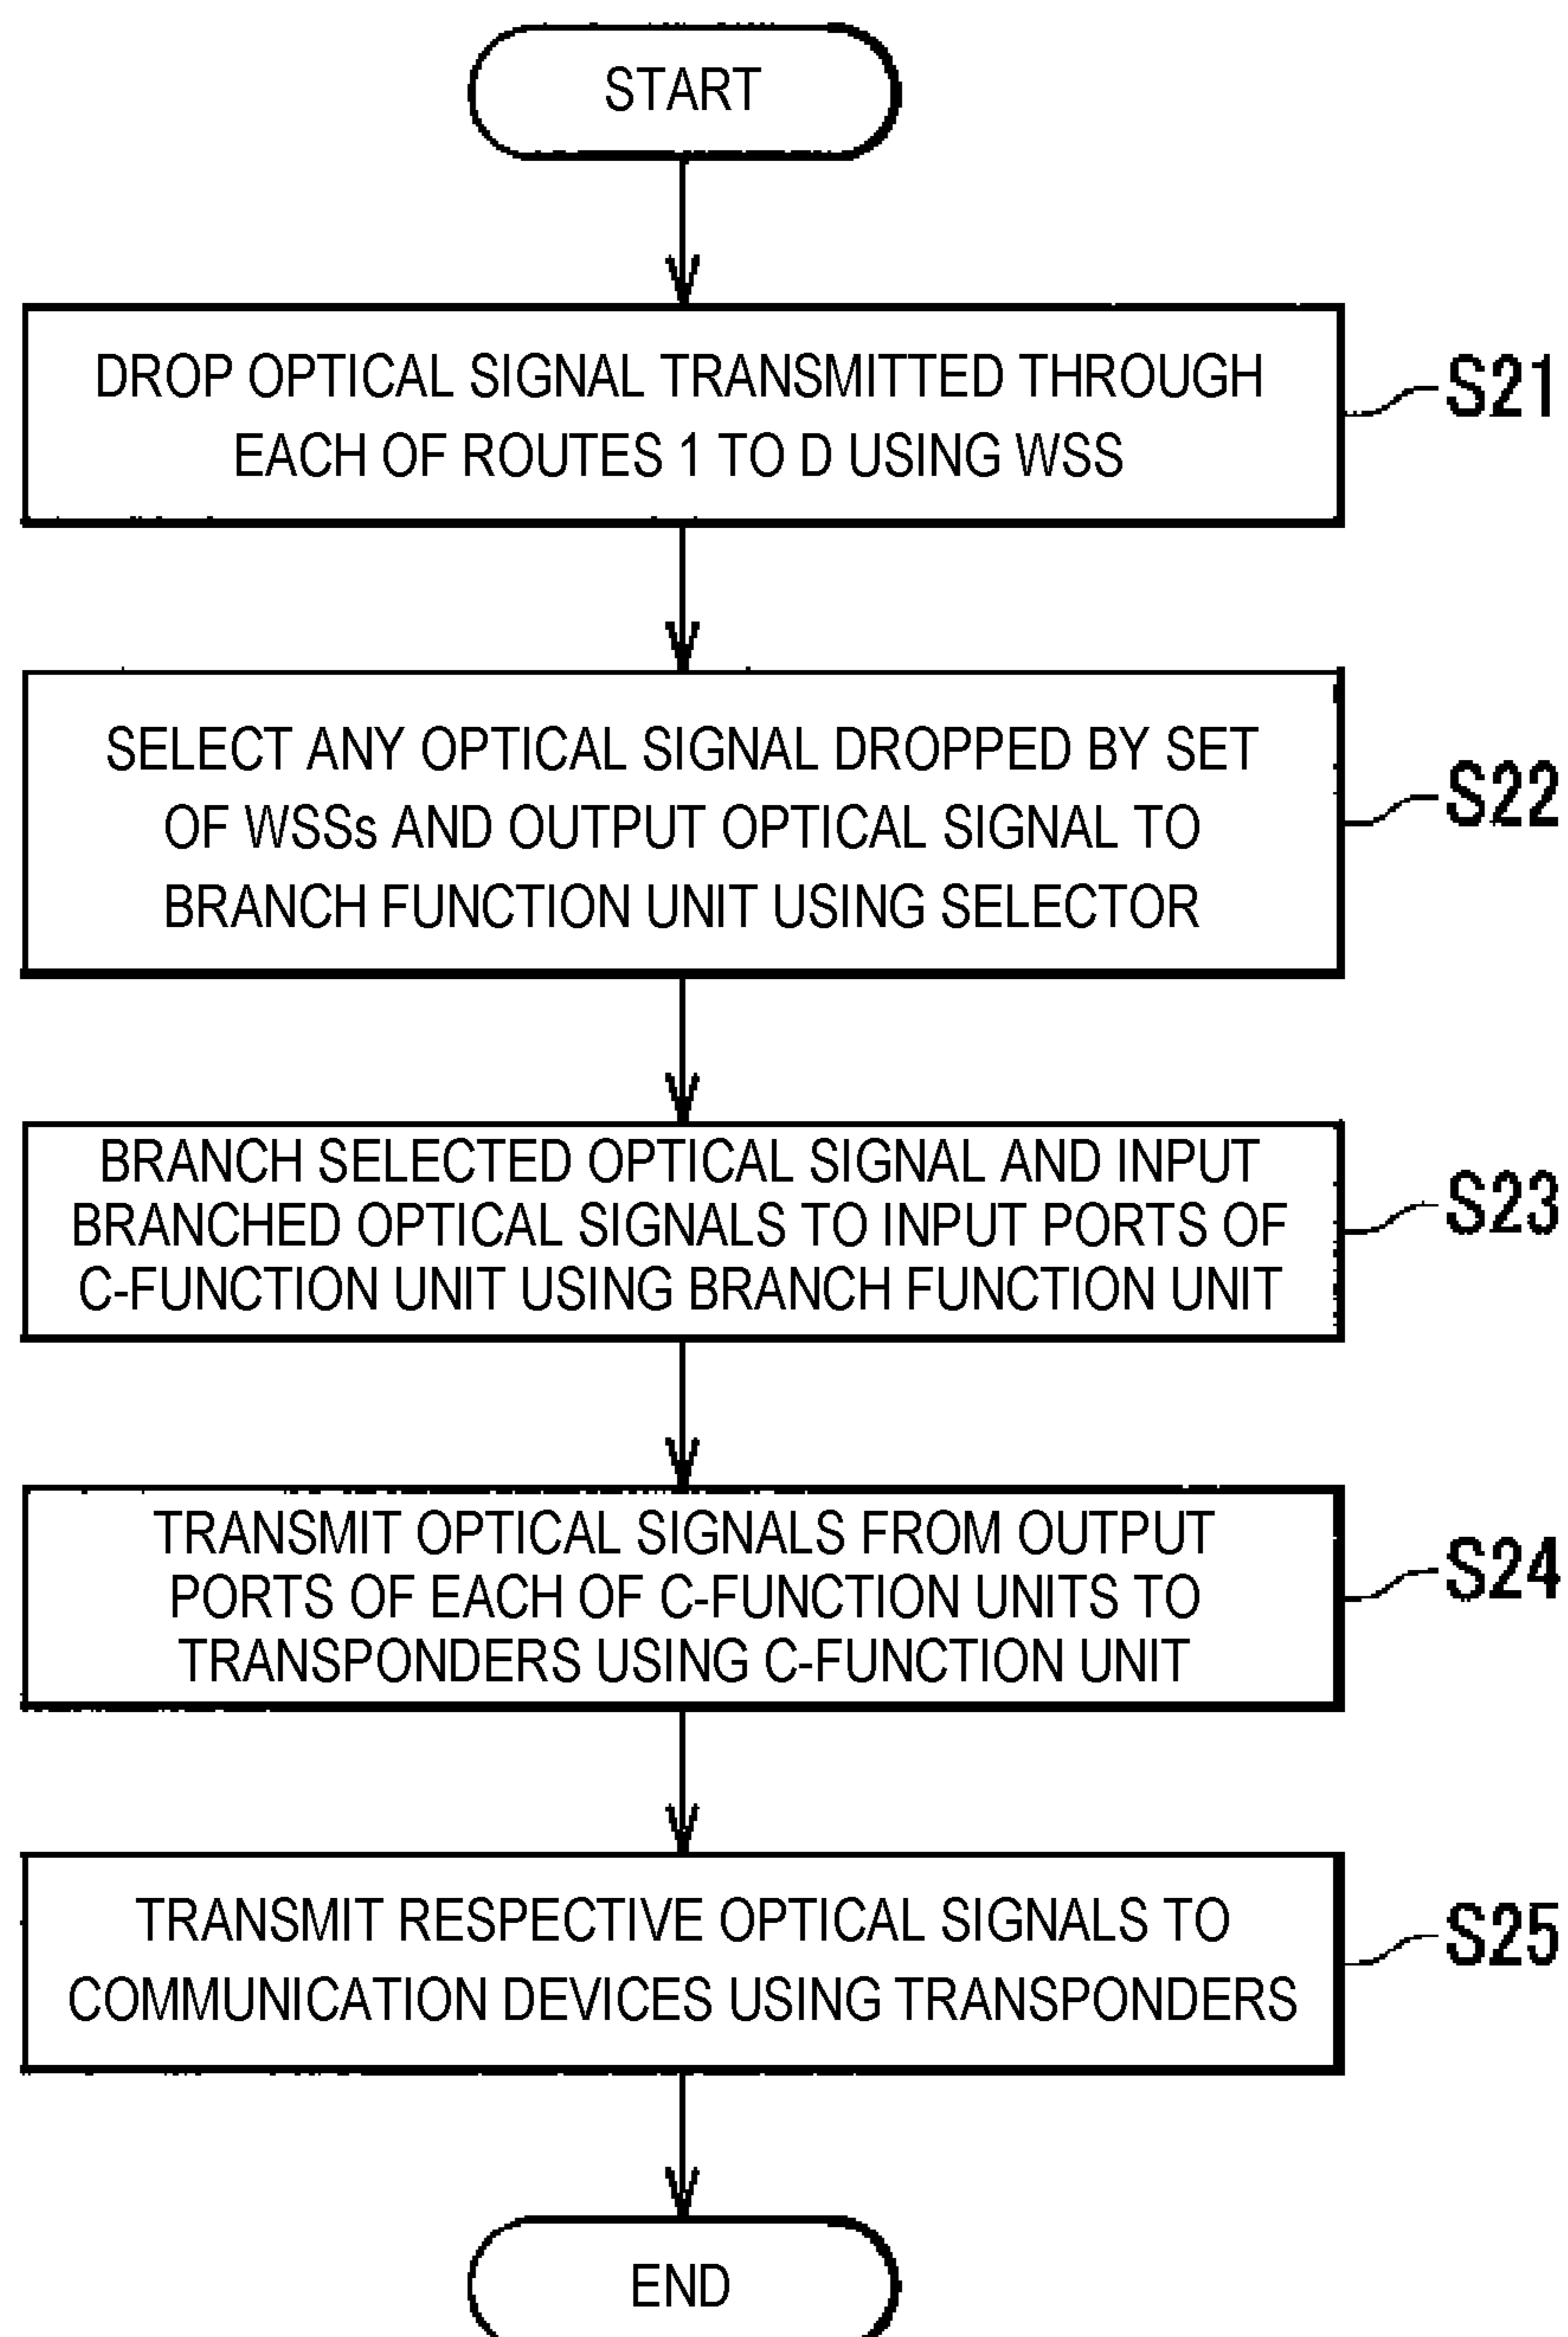 START
DROP OPTICAL SIGNAL TRANSMITTED THROUGH
EACH OF ROUTES 1 TO D USING WSS
S21
SELECT ANY OPTICAL SIGNAL DROPPED BY SET
OF WSSs AND OUTPUT OPTICAL SIGNAL TO
BRANCH FUNCTION UNIT USING SELECTOR
S22
BRANCH SELECTED OPTICAL SIGNAL AND INPUT
BRANCHED OPTICAL SIGNALS TO INPUT PORTS OF
C-FUNCTION UNIT USING BRANCH FUNCTION UNIT
S23
TRANSMIT OPTICAL SIGNALS FROM OUTPUT
PORTS OF EACH OF C-FUNCTION UNITS TO
TRANSPONDERS USING C-FUNCTION UNIT
S24
TRANSMIT RESPECTIVE OPTICAL SIGNALS TO
COMMUNICATION DEVICES USING TRANSPONDERS
S25
END